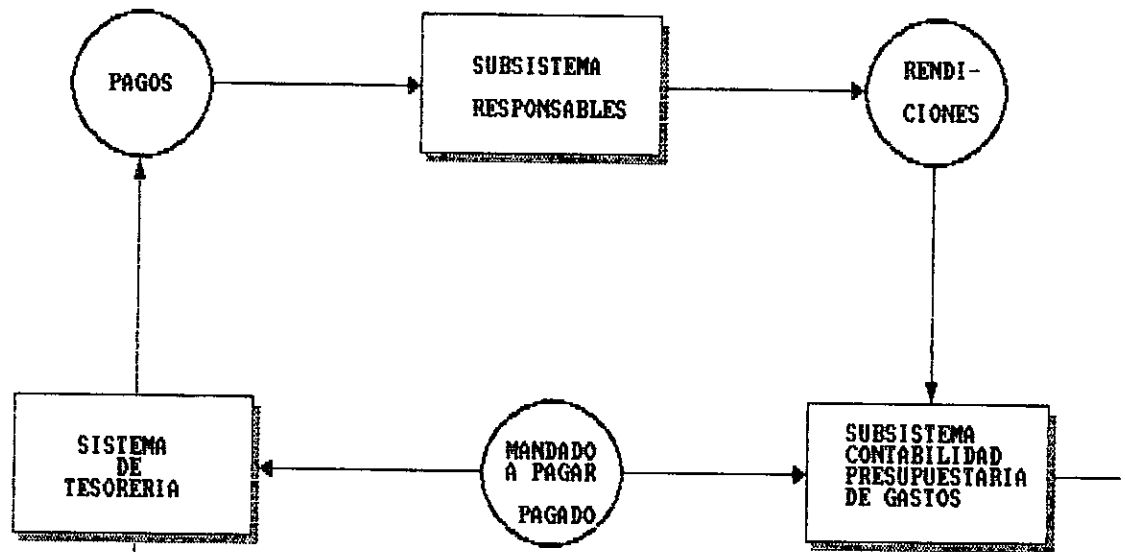 PAGOS
SUBSISTEMA
RESPONSABLES
RENDI-
CIONES
SISTEMA
DE
TESORERIA
MANDADO
A PAGAR
PAGADO
SUBSISTEMA
CONTABILIDAD
PRESUPUESTARIA
DE GASTOS